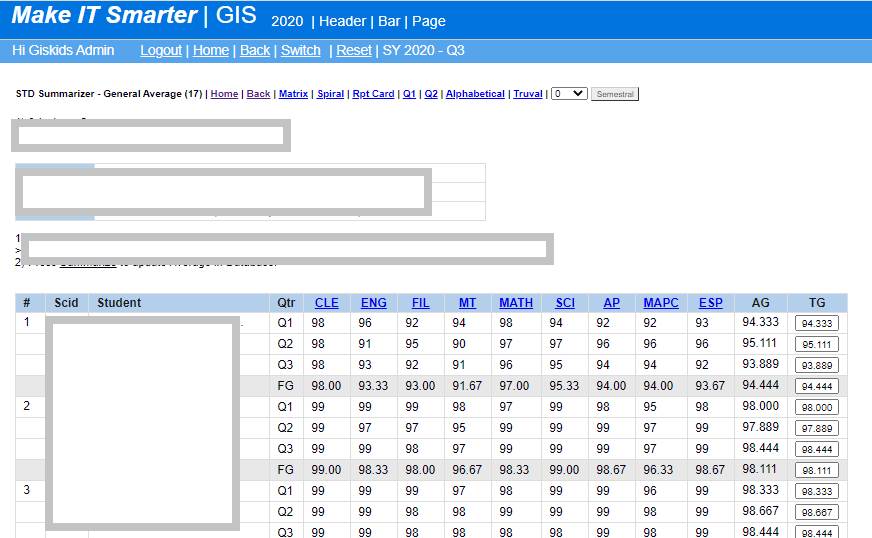 Make IT Smarter | GIS 2020 | Header | Bar | Page
Hi Giskids Admin Logout | Home | Back | Switch | Reset | SY 2020 - Q3
STD Summarizer - General Average (17) | Home | Back | Matrix | Spiral | Rpt Card | Q1 | Q2 | Alphabetical | Truval | 0 Semestral
1
>
# Scid Student Qtr CLE ENG FIL MT MATH SCI AP MAPC ESP AG TG
1 Q1 98 96 92 94 98 94 92 92 93 94.333 94.333
Q2 98 91 95 90 97 97 96 96 96 95.111 95.111
Q3 98 93 92 91 96 95 94 94 92 93.889 93.889
FG 98.00 93.33 93.00 91.67 97.00 95.33 94.00 94.00 93.67 94.444 94.444
2 Q1 99 99 99 98 97 99 98 95 98 98.000 98.000
Q2 99 97 97 95 99 99 99 97 99 97.889 97.889
Q3 99 99 98 97 99 99 99 97 99 98.444 98.444
FG 99.00 98.33 98.00 96.67 98.33 99.00 98.67 96.33 98.67 98.111 98.111
3 Q1 99 99 99 97 98 99 99 96 99 98.333 98.333
Q2 99 99 98 98 99 99 99 98 99 98.667 98.667
Q3 99 99 98 97 99 99 99 98 99 98.444 98.444